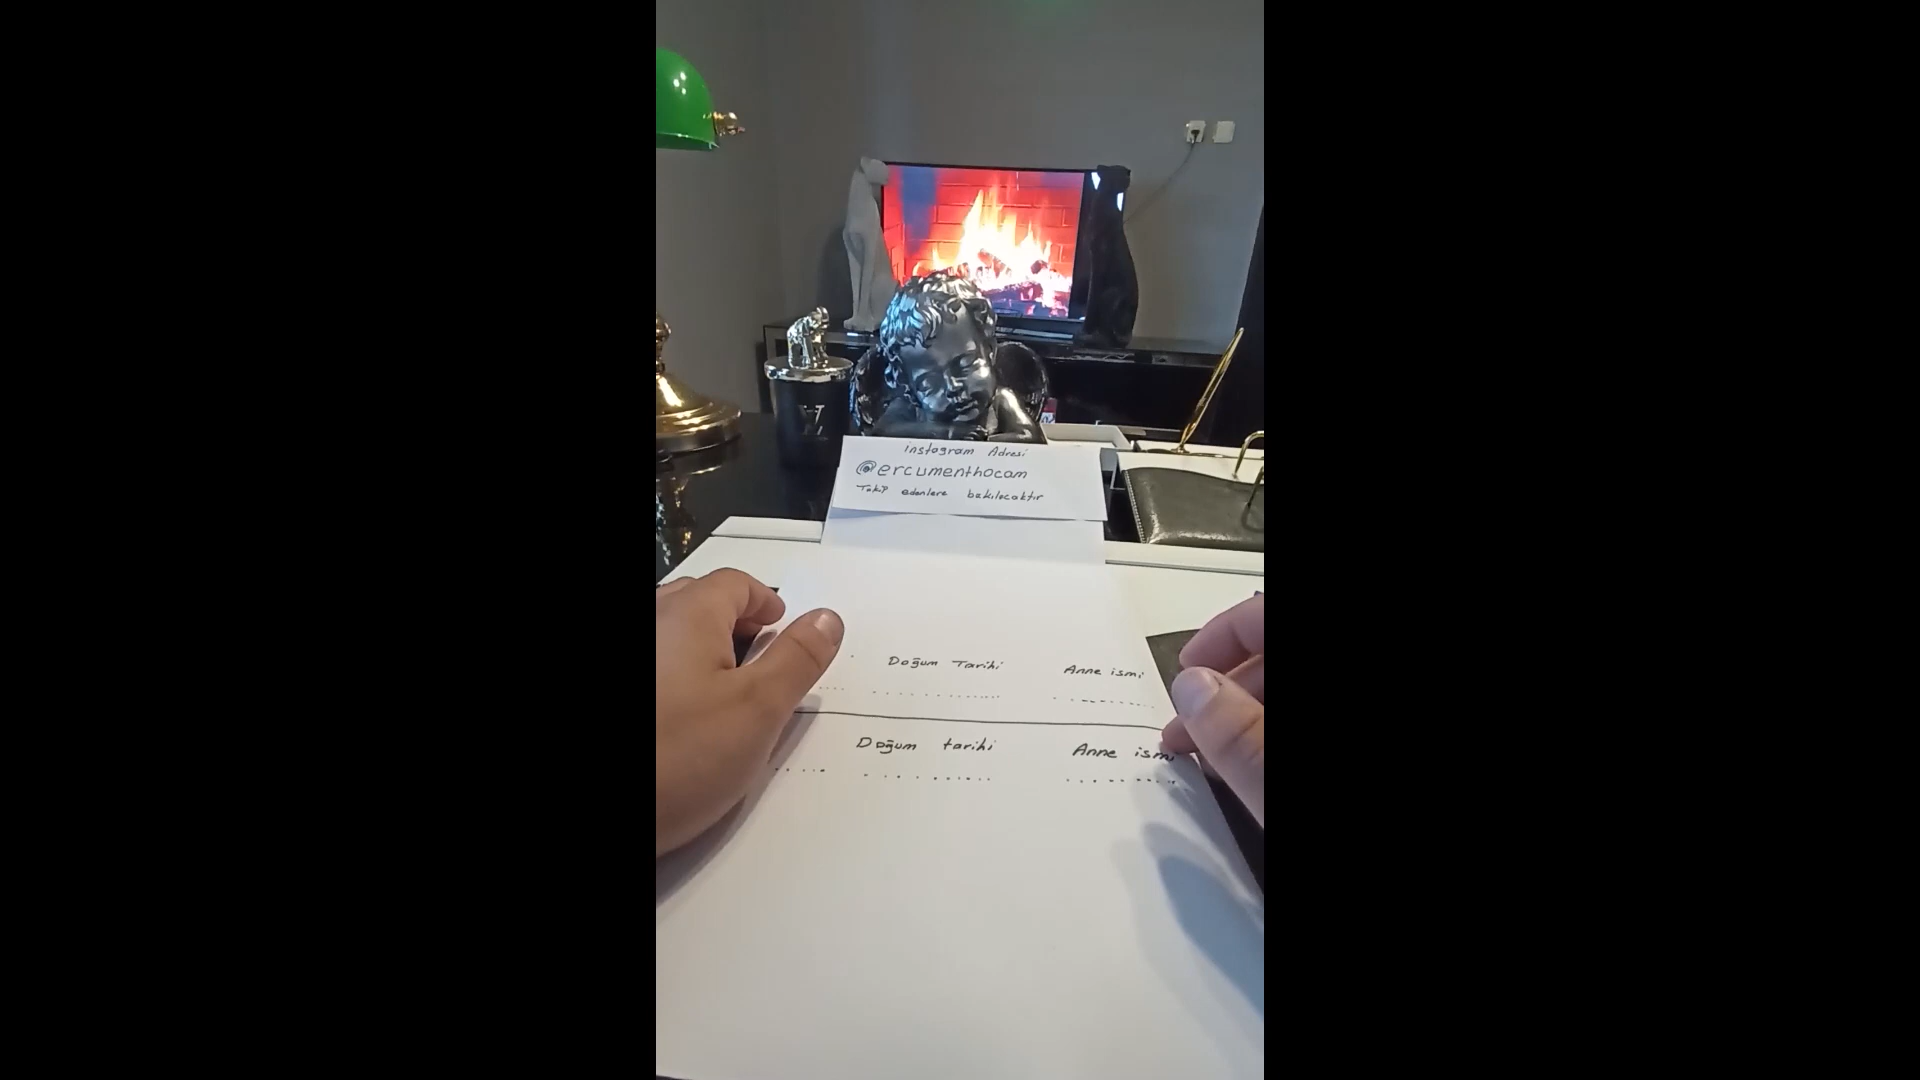 instagram Adresi
@ercumenthocam
Takip edenlere bakılacaktır
Doğum Tarihi Anne ismi
Doğum tarihi Anne ismi